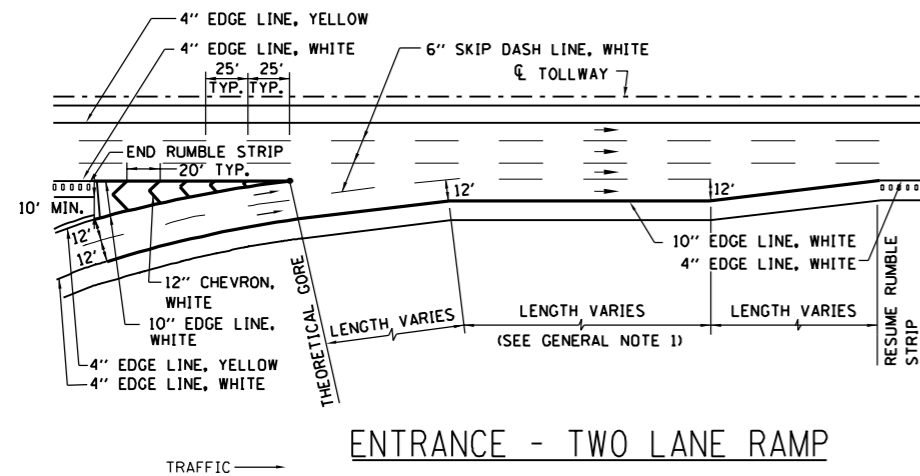 4" EDGE LINE, YELLOW
4" EDGE LINE, WHITE
25' 25'
TYP. TYP.
6" SKIP DASH LINE, WHITE
℄ TOLLWAY
END RUMBLE STRIP
20' TYP.
10' MIN.
12'
12'
12'
12'
10" EDGE LINE, WHITE
4" EDGE LINE, WHITE
12" CHEVRON,
WHITE
10" EDGE LINE,
WHITE
4" EDGE LINE, YELLOW
4" EDGE LINE, WHITE
THEORETICAL GORE
LENGTH VARIES
LENGTH VARIES
(SEE GENERAL NOTE 1)
LENGTH VARIES
RESUME RUMBLE
STRIP
ENTRANCE - TWO LANE RAMP
TRAFFIC